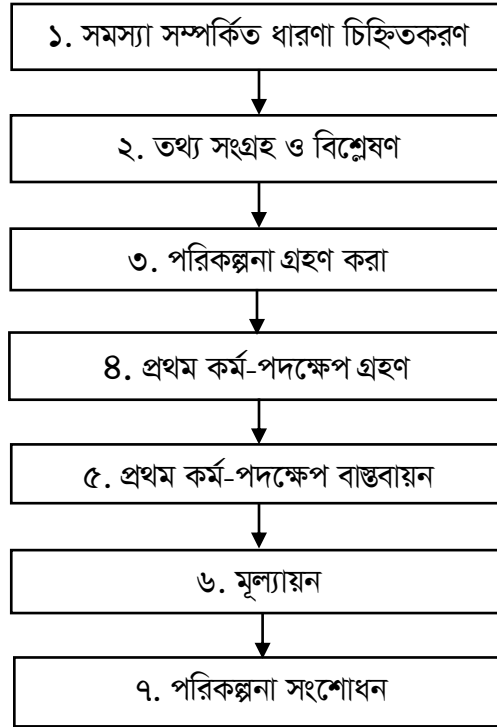 ১. সমস্যা সম্পর্কিত ধারণা চিহ্নিতকরণ
২. তথ্য সংগ্রহ ও বিশ্লেষণ
৩. পরিকল্পনা গ্রহণ করা
৪. প্রথম কর্ম-পদক্ষেপ গ্রহণ
৫. প্রথম কর্ম-পদক্ষেপ বাস্তবায়ন
৬. মূল্যায়ন
৭. পরিকল্পনা সংশোধন